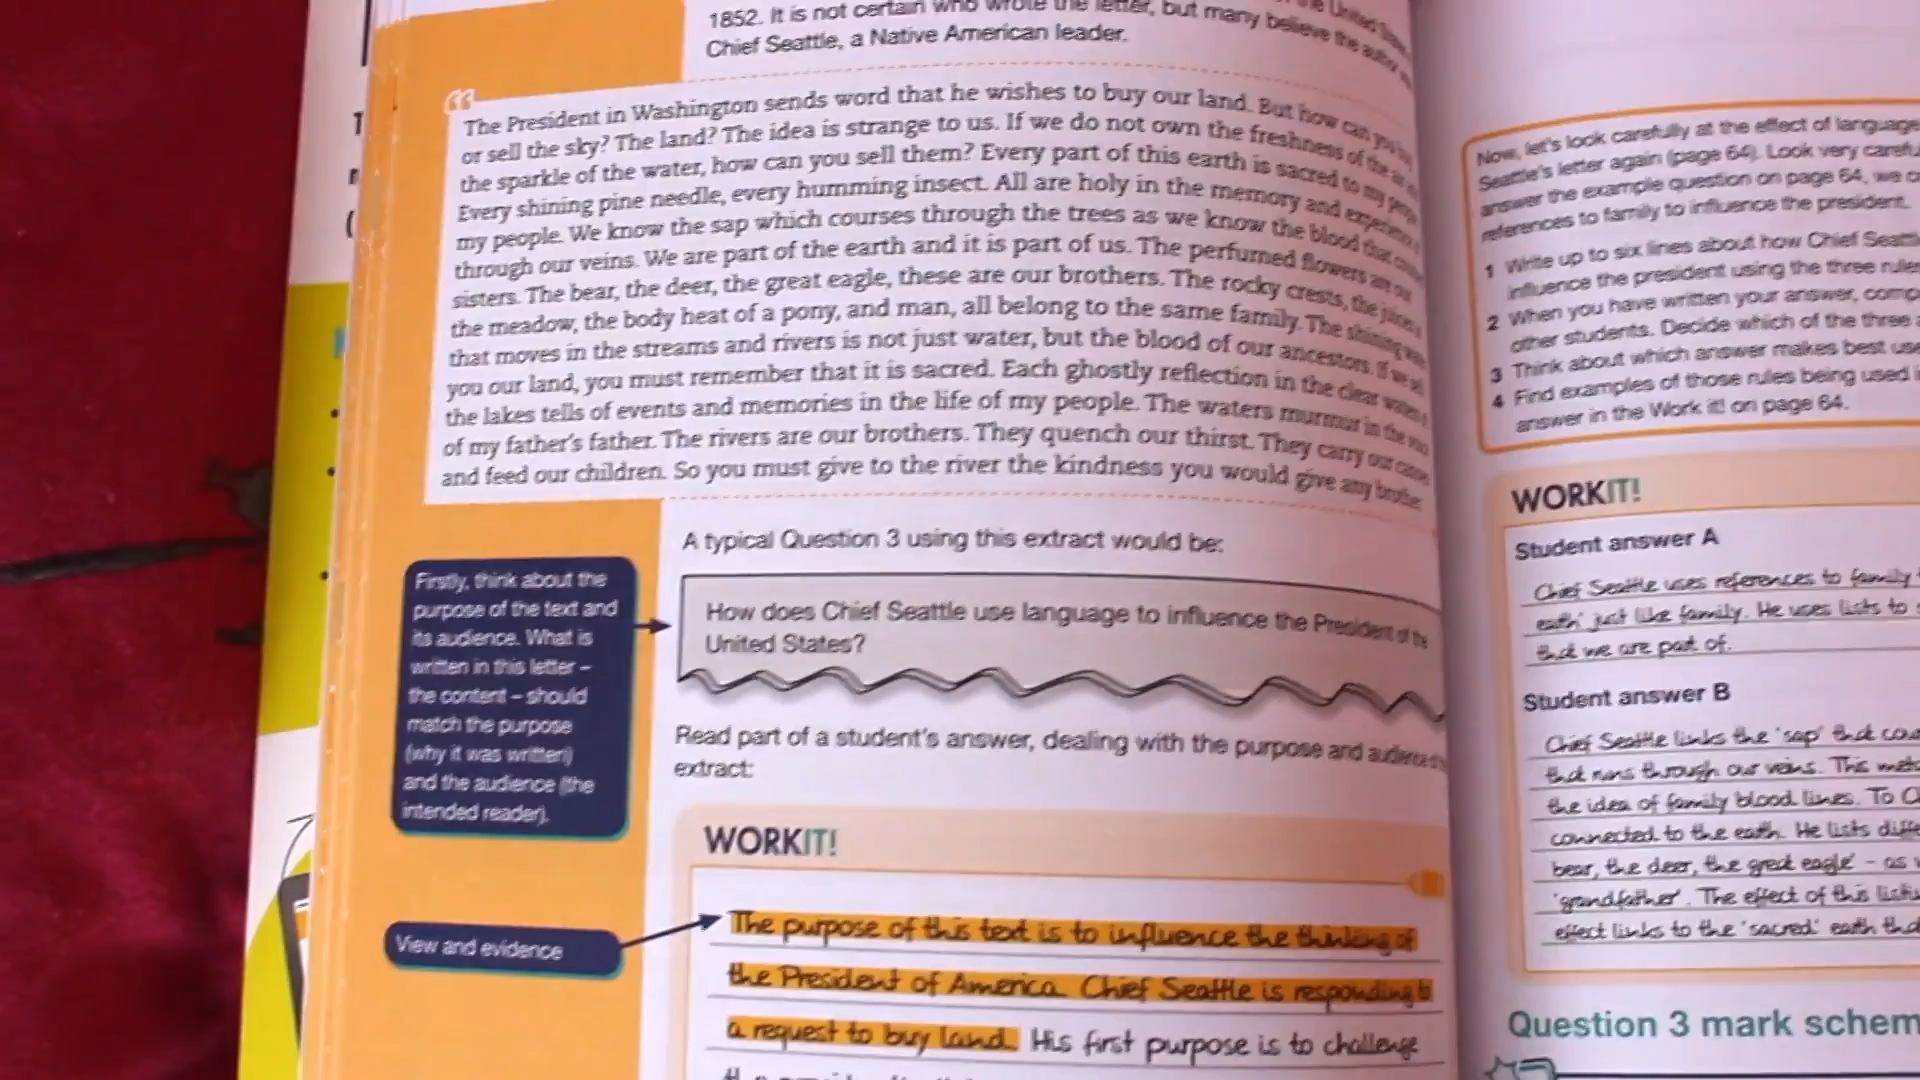 1852. It is not certain who wrote the letter, but many believe the author
Chief Seattle, a Native American leader.
The President in Washington sends word that he wishes to buy our land. But how can you buy
or sell the sky? The land? The idea is strange to us. If we do not own the freshness of the air
the sparkle of the water, how can you sell them? Every part of this earth is sacred to my people.
Every shining pine needle, every humming insect. All are holy in the memory and experience
my people. We know the sap which courses through the trees as we know the blood that
through our veins. We are part of the earth and it is part of us. The perfumed flowers are our
sisters. The bear, the deer, the great eagle, these are our brothers. The rocky crests, the juices
the meadow, the body heat of a pony, and man, all belong to the same family. The shining
that moves in the streams and rivers is not just water, but the blood of our ancestors. If we sell
you our land, you must remember that it is sacred. Each ghostly reflection in the clear waters
the lakes tells of events and memories in the life of my people. The waters murmur in the
of my father's father. The rivers are our brothers. They quench our thirst. They carry our canoes
and feed our children. So you must give to the river the kindness you would give any brother
A typical Question 3 using this extract would be:
Firstly, think about the
purpose of the text and
its audience. What is
written in this letter –
the content – should
match the purpose
(why it was written)
and the audience (the
intended reader).
How does Chief Seattle use language to influence the President of the
United States?
Read part of a student's answer, dealing with the purpose and audience
extract:
WORKIT!
View and evidence
The purpose of this text is to influence the thinking of
the President of America. Chief Seattle is responding to
a request to buy land. His first purpose is to challenge
Now, let's look carefully at the effect of language
Seattle's letter again (page 64). Look very
answer the example question on page 64, we
references to family to influence the president.
1 Write up to six lines about how Chief
influence the president using the three rules
2 When you have written your answer,
other students. Decide which of the three
3 Think about which answer makes best use
4 Find examples of those rules being used
answer in the Work it! on page 64.
WORKIT!
Student answer A
Chief Seattle uses references to family
earth' just like family. He uses lists to
that we are part of.
Student answer B
Chief Seattle links the 'sap' that
that runs through our veins. This
the idea of family blood lines. To
connected to the earth. He lists
bear, the deer, the great eagle' – as
'grandfather'. The effect of this
effect links to the 'sacred' earth
Question 3 mark schem